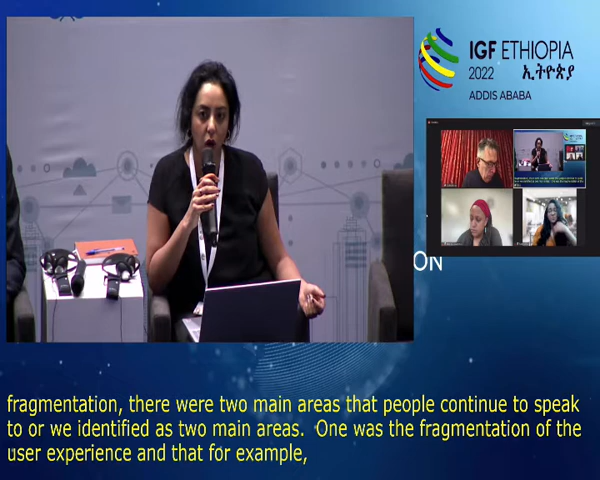 IGF ETHIOPIA
2022 ኢትዮጵያ
ADDIS ABABA
ON
fragmentation, there were two main areas that people continue to speak
to or we identified as two main areas.  One was the fragmentation of the
user experience and that for example,